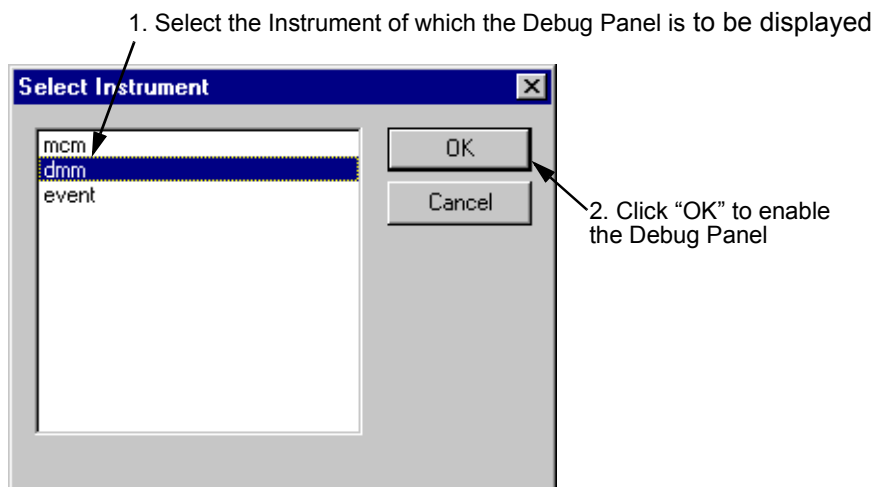 1. Select the Instrument of which the Debug Panel is to be displayed
Select Instrument
mcm
dmm
event
OK
Cancel
2. Click “OK” to enable
the Debug Panel